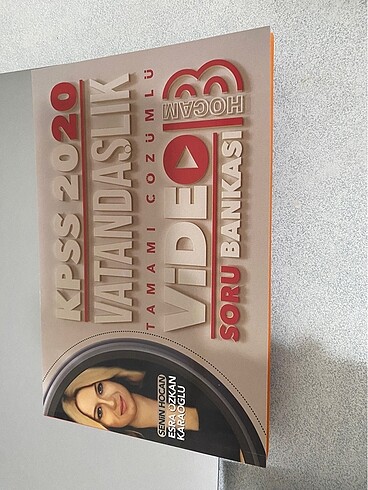 KPSS 2020
VATANDAŞLIK
TAMAMI ÇÖZÜMLÜ
VİDEO
HOCAM
SORU BANKASI
SENİN HOCAN
ESRA ÖZKAN
KARAOĞLU